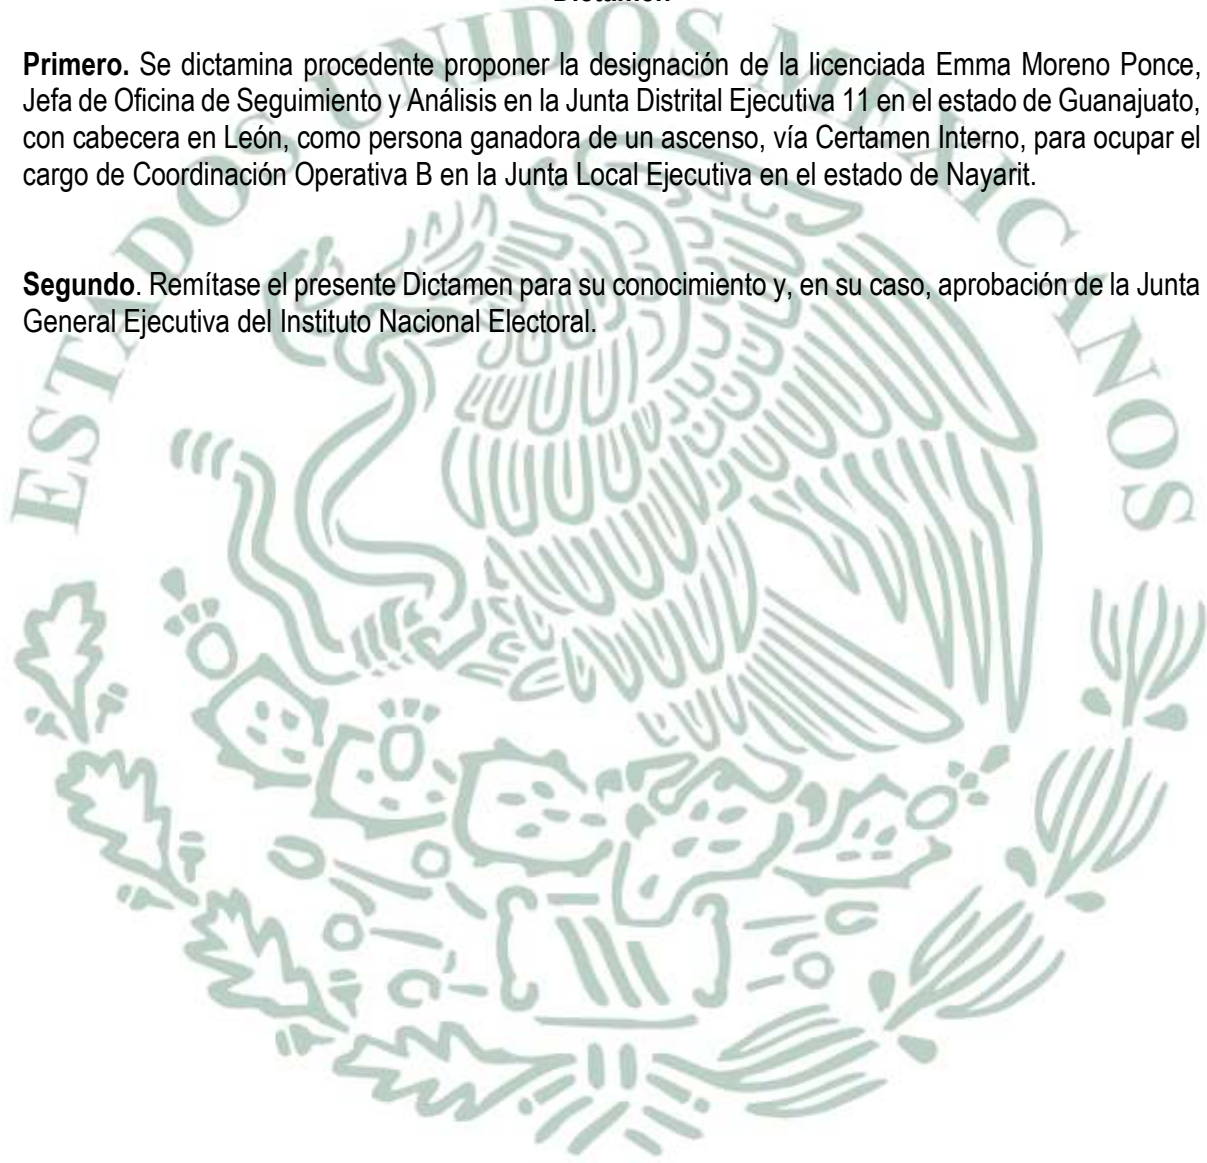 Dictamen
Primero. Se dictamina procedente proponer la designación de la licenciada Emma Moreno Ponce,
Jefa de Oficina de Seguimiento y Análisis en la Junta Distrital Ejecutiva 11 en el estado de Guanajuato,
con cabecera en León, como persona ganadora de un ascenso, vía Certamen Interno, para ocupar el
cargo de Coordinación Operativa B en la Junta Local Ejecutiva en el estado de Nayarit.
Segundo. Remítase el presente Dictamen para su conocimiento y, en su caso, aprobación de la Junta
General Ejecutiva del Instituto Nacional Electoral.
ESTADOS UNIDOS MEXICANOS